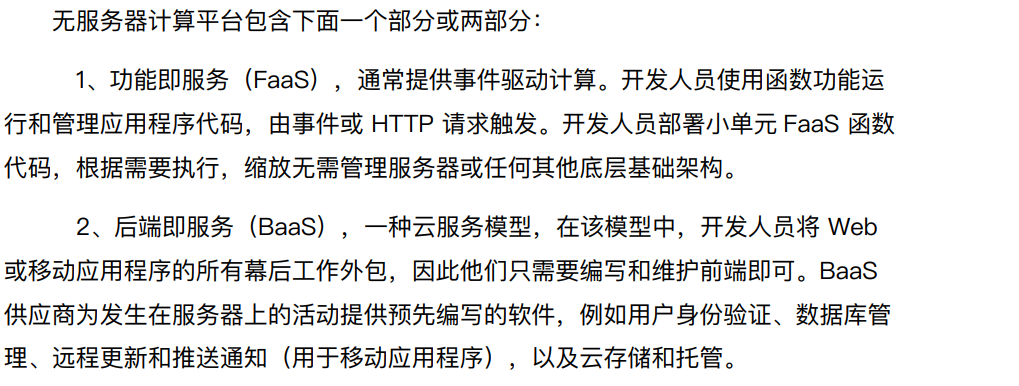 无服务器计算平台包含下面一个部分或两部分：
1、功能即服务（FaaS），通常提供事件驱动计算。开发人员使用函数功能运
行和管理应用程序代码，由事件或 HTTP 请求触发。开发人员部署小单元 FaaS 函数
代码，根据需要执行，缩放无需管理服务器或任何其他底层基础架构。
2、后端即服务（BaaS），一种云服务模型，在该模型中，开发人员将 Web
或移动应用程序的所有幕后工作外包，因此他们只需要编写和维护前端即可。BaaS
供应商为发生在服务器上的活动提供预先编写的软件，例如用户身份验证、数据库管
理、远程更新和推送通知（用于移动应用程序），以及云存储和托管。